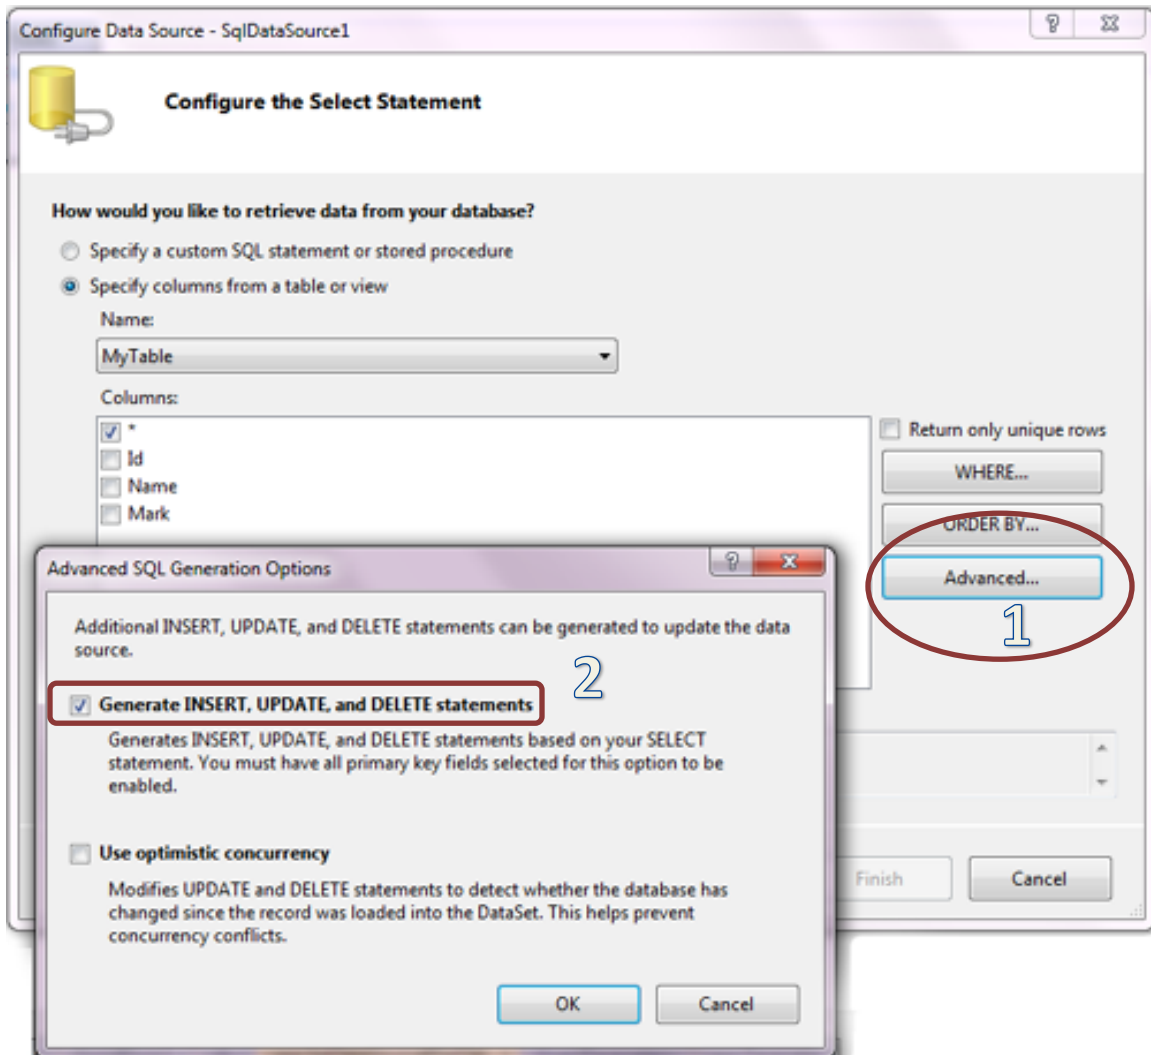 Configure Data Source - SqlDataSource1
Configure the Select Statement
How would you like to retrieve data from your database?
Specify a custom SQL statement or stored procedure
Specify columns from a table or view
Name:
MyTable
Columns:
*
Id
Name
Mark
Return only unique rows
WHERE...
ORDER BY...
Advanced...
1
Advanced SQL Generation Options
Additional INSERT, UPDATE, and DELETE statements can be generated to update the data
source.
2
Generate INSERT, UPDATE, and DELETE statements
Generates INSERT, UPDATE, and DELETE statements based on your SELECT
statement. You must have all primary key fields selected for this option to be
enabled.
Use optimistic concurrency
Modifies UPDATE and DELETE statements to detect whether the database has
changed since the record was loaded into the DataSet. This helps prevent
concurrency conflicts.
OK
Cancel
Finish
Cancel